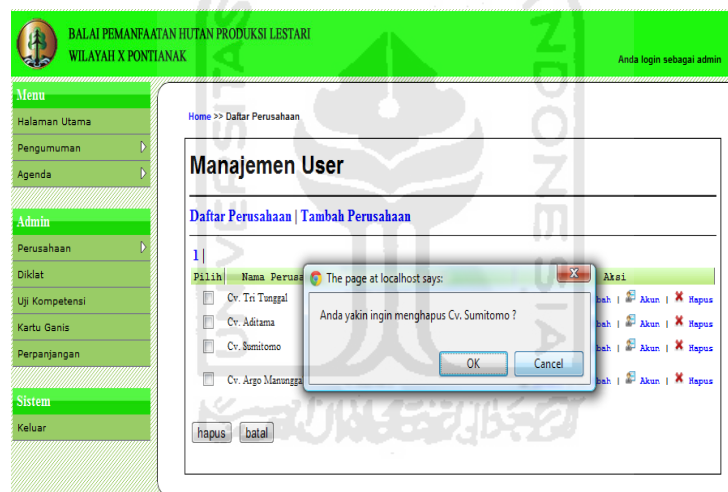 BALAI PEMANFAATAN HUTAN PRODUKSI LESTARI
WILAYAH X PONTIANAK
Anda login sebagai admin
Menu
Halaman Utama
Pengumuman
Agenda
Admin
Perusahaan
Diklat
Uji Kompetensi
Kartu Ganis
Perpanjangan
Sistem
Keluar
Home >> Daftar Perusahaan
Manajemen User
Daftar Perusahaan | Tambah Perusahaan
1 |
Pilih Nama Perusa Aksi
Cv. Tri Tunggal bah | Akun | Hapus
Cv. Aditama bah | Akun | Hapus
Cv. Sumitomo bah | Akun | Hapus
Cv. Argo Manungga bah | Akun | Hapus
The page at localhost says:
Anda yakin ingin menghapus Cv. Sumitomo ?
OK Cancel
hapus batal